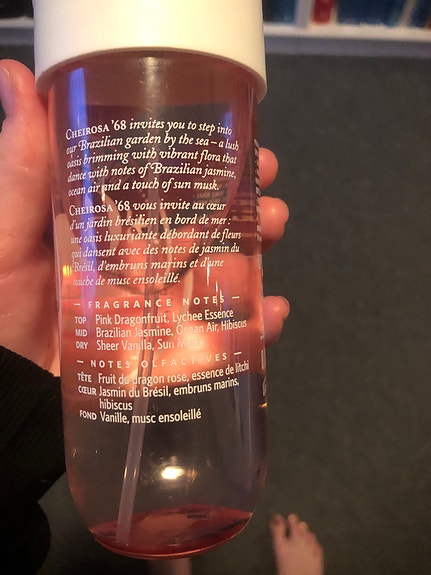 CHEIROSA '68 invites you to step into
our Brazilian garden by the sea – a lush
oasis brimming with vibrant flora that
dance with notes of Brazilian jasmine,
ocean air and a touch of sun musk.
CHEIROSA '68 vous invite au cœur
d'un jardin brésilien en bord de mer :
une oasis luxuriante débordant de fleurs
qui dansent avec des notes de jasmin du
Brésil, d'embruns marins et d'une
touche de musc ensoleillé.
— FRAGRANCE NOTES —
TOP Pink Dragonfruit, Lychee Essence
MID Brazilian Jasmine, Ocean Air, Hibiscus
DRY Sheer Vanilla, Sun
— NOTES OLFACTIVES —
TÊTE Fruit du dragon rose, essence de litchi
CŒUR Jasmin du Brésil, embruns marins,
hibiscus
FOND Vanille, musc ensoleillé